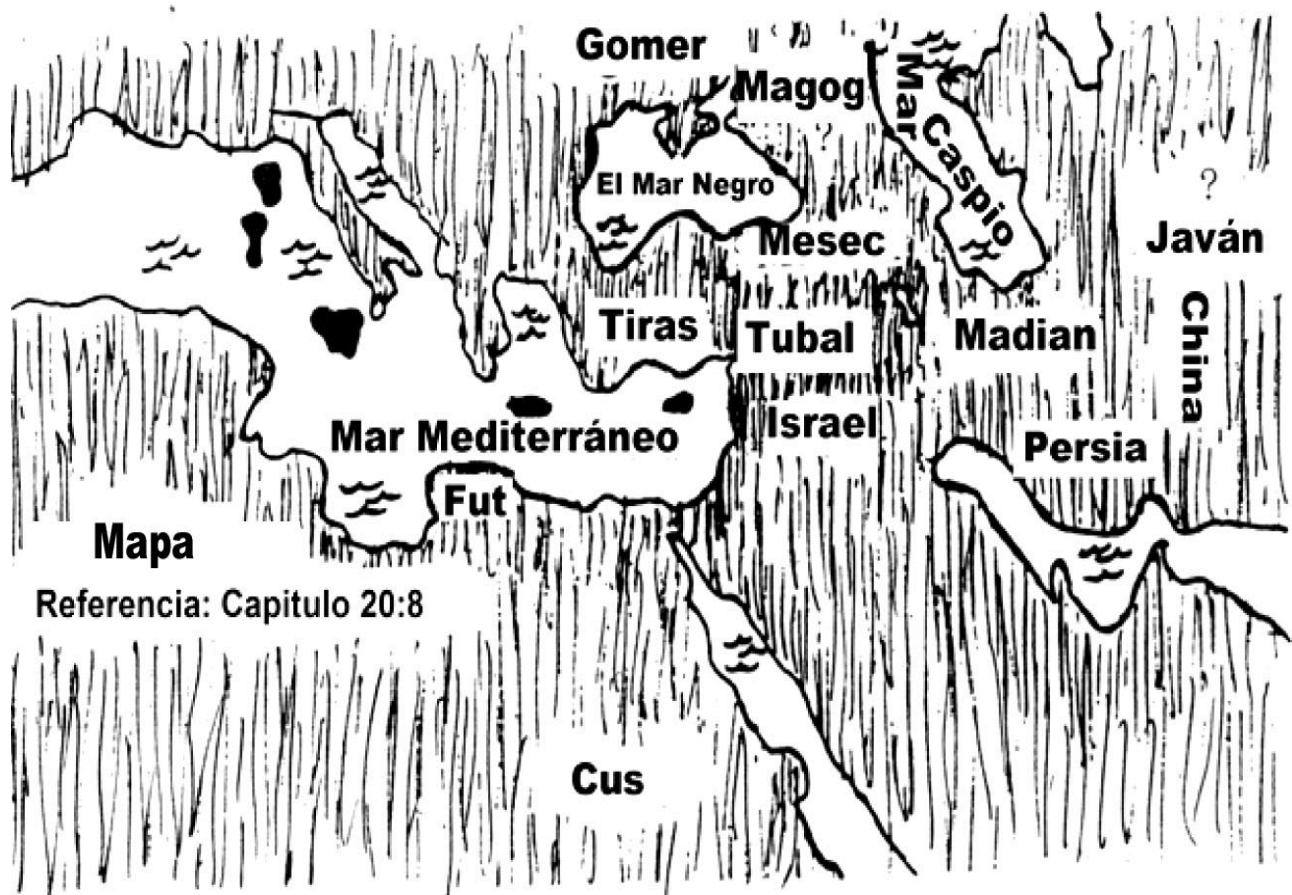 Gomer
Magog
Mar Caspio
El Mar Negro
?
Mesec
Javán
Tiras
Tubal
Madian
China
Israel
Mar Mediterráneo
Persia
Fut
Mapa
Referencia: Capitulo 20:8
Cus